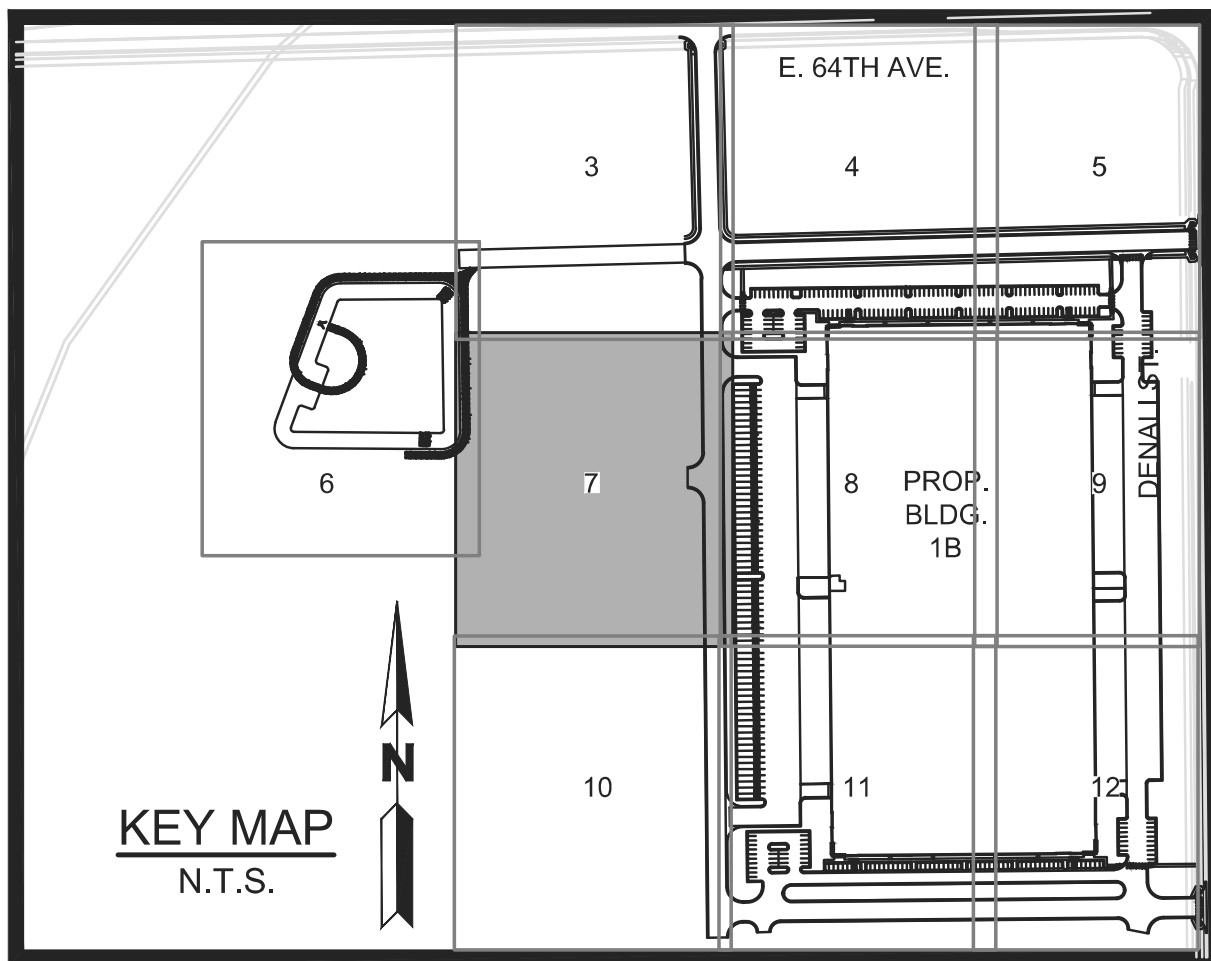 E. 64TH AVE.
3
4
5
6
7
8
PROP.
BLDG.
1B
9
DENALI ST.
10
11
12
N
KEY MAP
N.T.S.